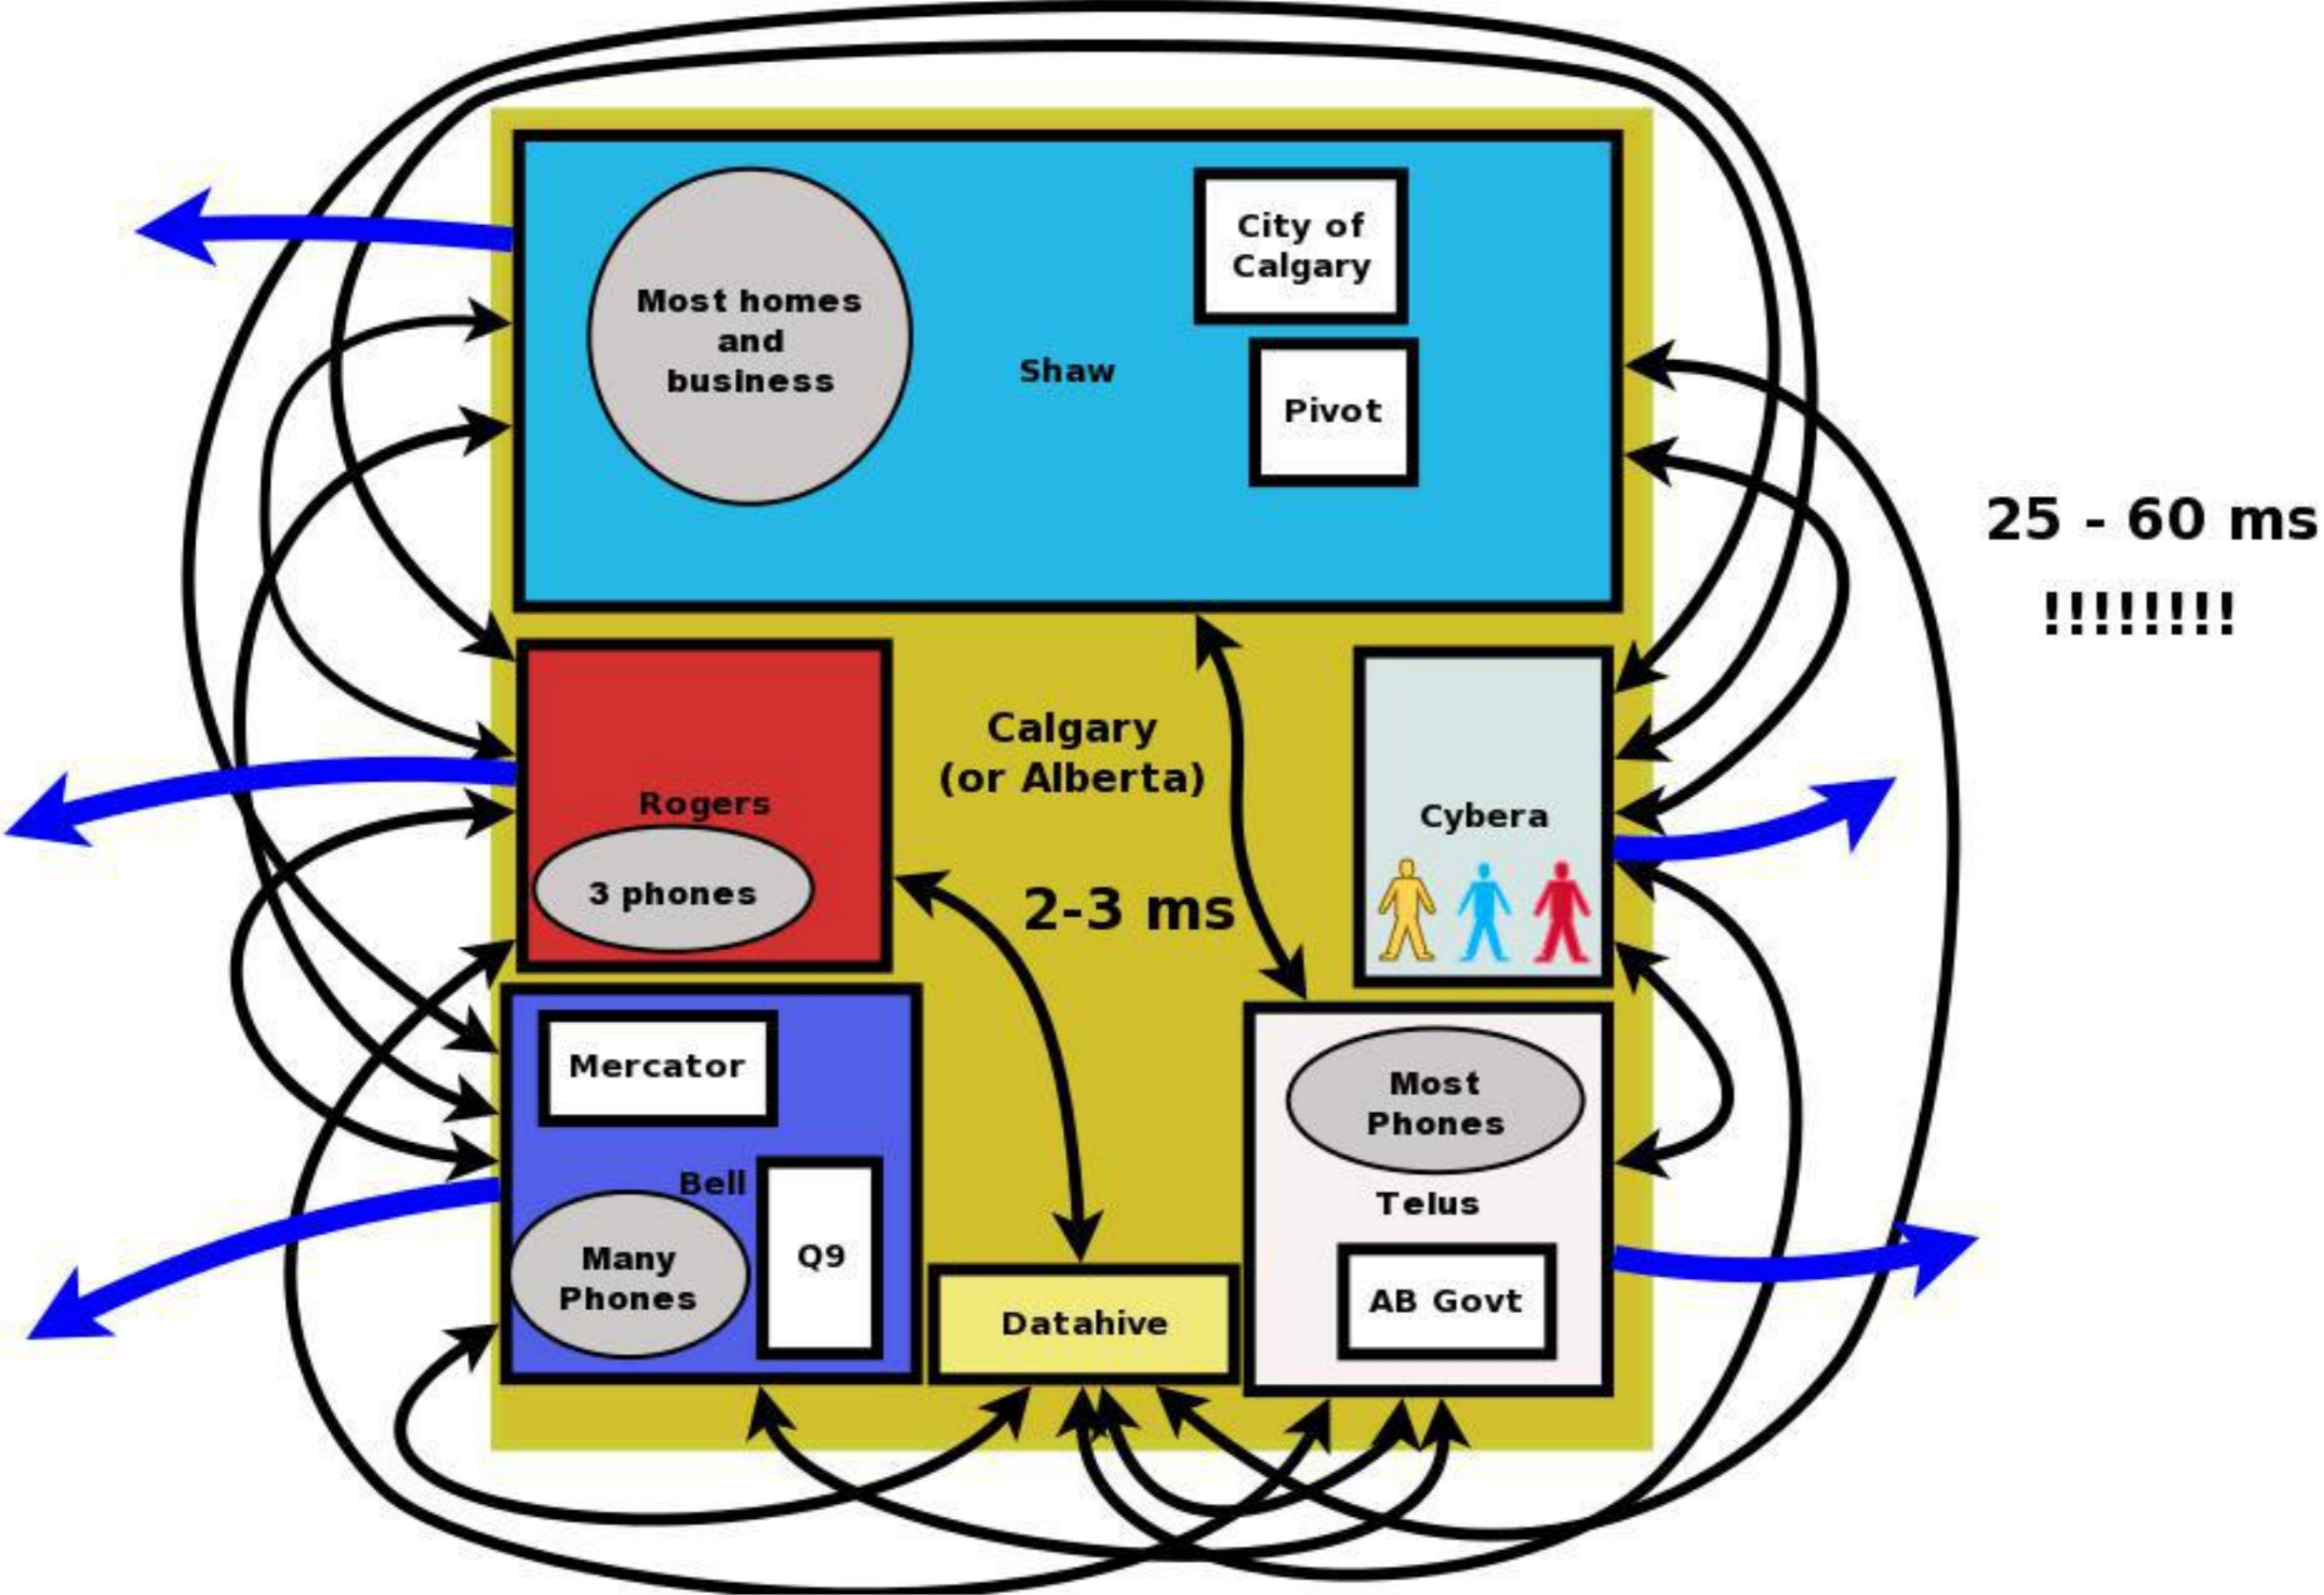 City of
Calgary
Most homes
and
business
Shaw
Pivot
25 - 60 ms
!!!!!!!!
Calgary
(or Alberta)
Rogers
3 phones
2-3 ms
Cybera
Mercator
Bell
Many
Phones
Q9
Datahive
Most
Phones
Telus
AB Govt